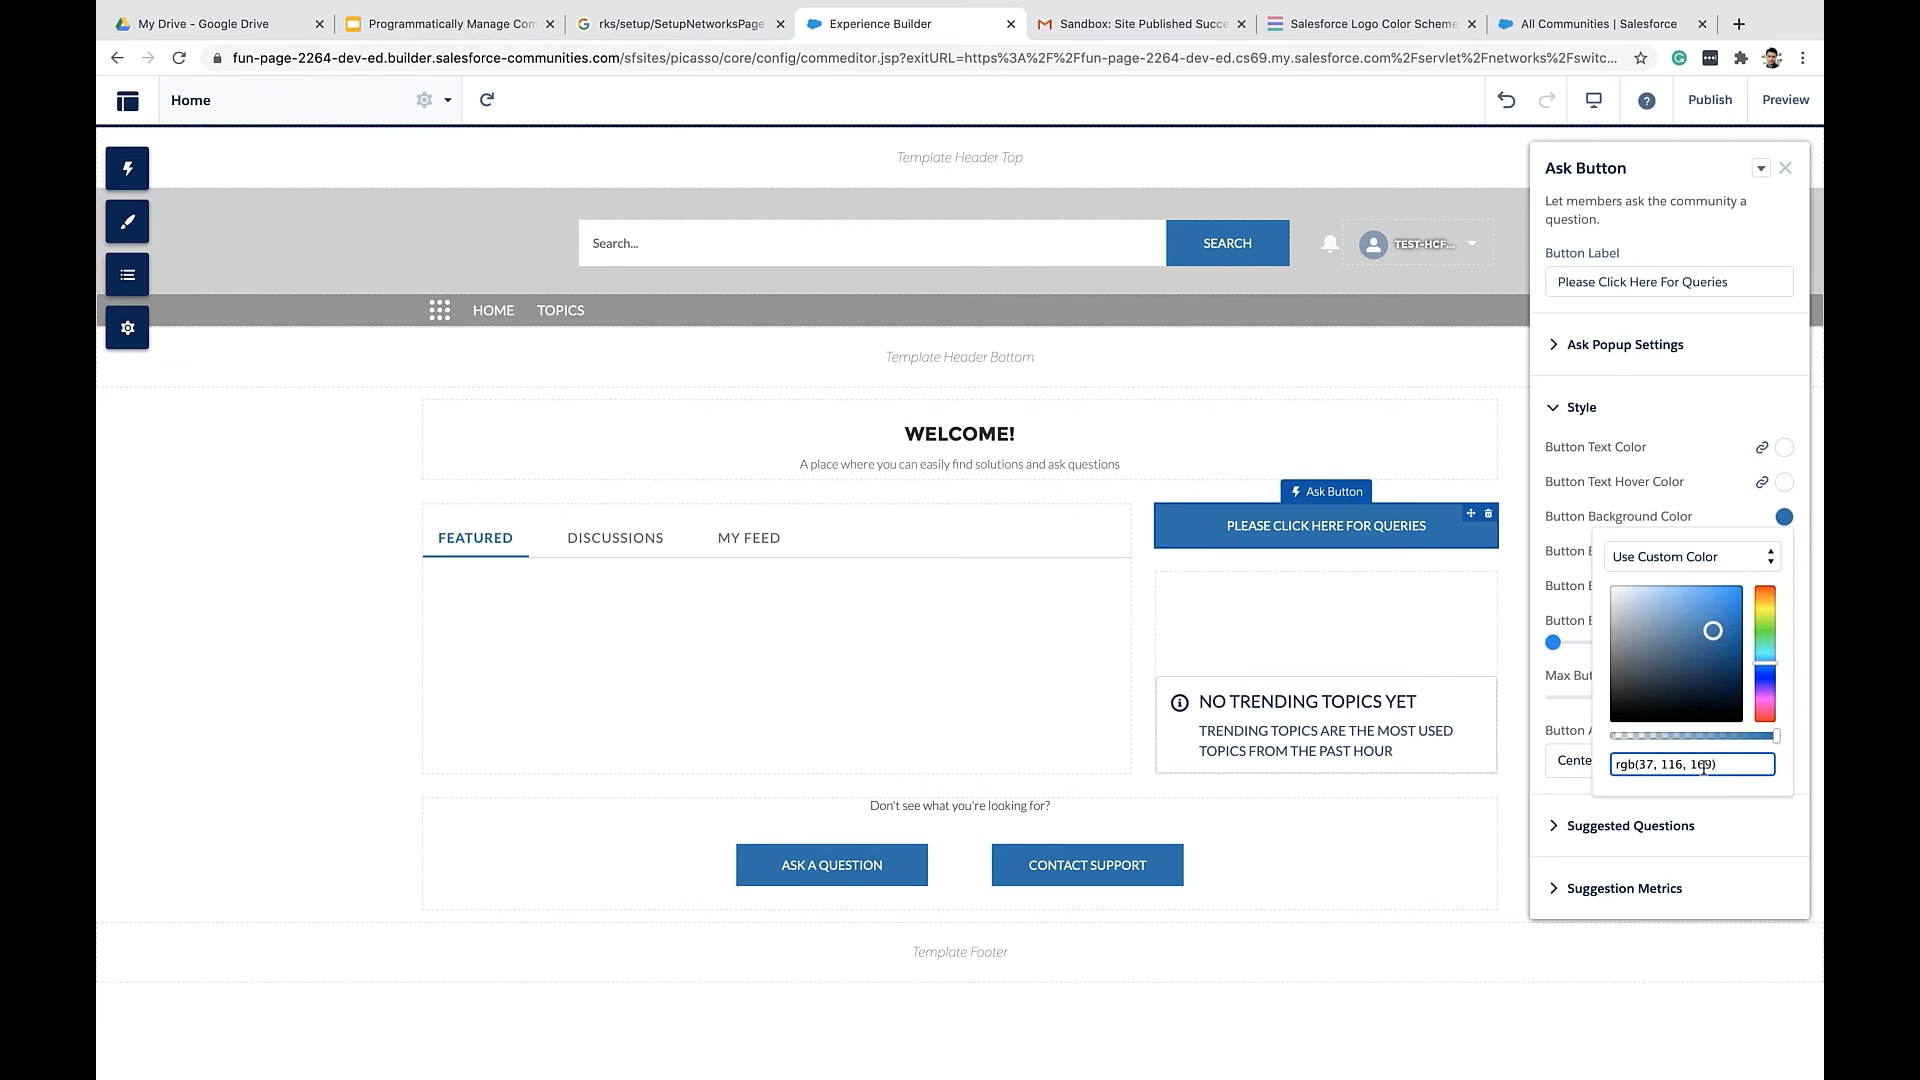 My Drive - Google Drive
Programmatically Manage Com
rks/setup/SetupNetworksPage
Experience Builder
Sandbox: Site Published Succe
Salesforce Logo Color Scheme
All Communities | Salesforce
fun-page-2264-dev-ed.builder.salesforce-communities.com/sfsites/picasso/core/config/commeditor.jsp?exitURL=https%3A%2F%2Ffun-page-2264-dev-ed.cs69.my.salesforce.com%2Fservlet%2Fnetworks%2Fswitc...
Home
Publish
Preview
Template Header Top
Search...
SEARCH
TEST-HCF...
HOME
TOPICS
Template Header Bottom
WELCOME!
A place where you can easily find solutions and ask questions
Ask Button
FEATURED
DISCUSSIONS
MY FEED
PLEASE CLICK HERE FOR QUERIES
NO TRENDING TOPICS YET
TRENDING TOPICS ARE THE MOST USED
TOPICS FROM THE PAST HOUR
Don't see what you're looking for?
ASK A QUESTION
CONTACT SUPPORT
Template Footer
Ask Button
Let members ask the community a
question.
Button Label
Please Click Here For Queries
Ask Popup Settings
Style
Button Text Color
Button Text Hover Color
Button Background Color
Use Custom Color
Button
Button
Button
Max
Button
rgb(37, 116, 169)
Suggested Questions
Suggestion Metrics